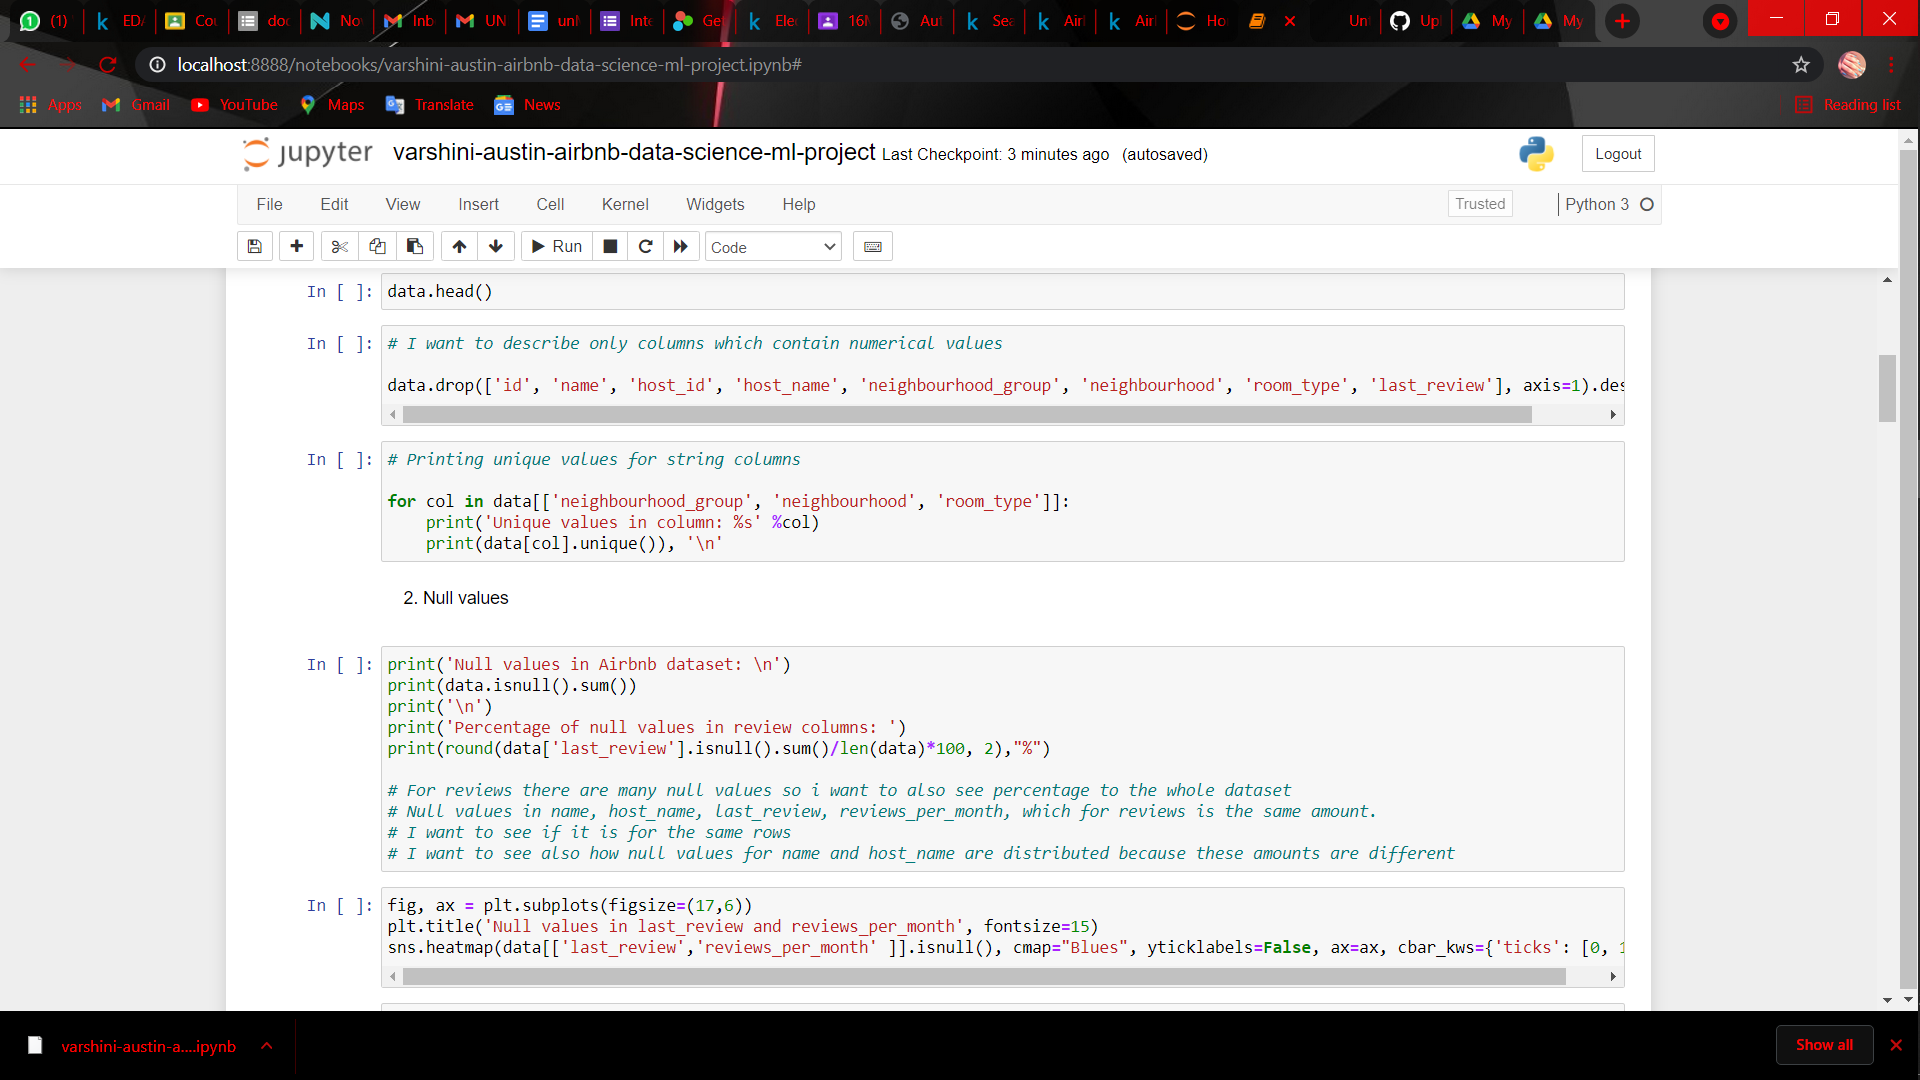 (1) ED/ Co doc No Inb UN unl Inte Ge Elec 16l Aut Sea Airl Airl Ho Un Upl My My
localhost:8888/notebooks/varshini-austin-airbnb-data-science-ml-project.ipynb#
Apps Gmail YouTube Maps Translate News Reading list
jupyter varshini-austin-airbnb-data-science-ml-project Last Checkpoint: 3 minutes ago (autosaved) Logout
File Edit View Insert Cell Kernel Widgets Help Trusted Python 3
Run Code
In [ ]: data.head()
In [ ]: # I want to describe only columns which contain numerical values
data.drop(['id', 'name', 'host_id', 'host_name', 'neighbourhood_group', 'neighbourhood', 'room_type', 'last_review'], axis=1).des
In [ ]: # Printing unique values for string columns
for col in data[['neighbourhood_group', 'neighbourhood', 'room_type']]:
    print('Unique values in column: %s' %col)
    print(data[col].unique()), '\n'
2. Null values
In [ ]: print('Null values in Airbnb dataset: \n')
print(data.isnull().sum())
print('\n')
print('Percentage of null values in review columns: ')
print(round(data['last_review'].isnull().sum()/len(data)*100, 2),"%")
# For reviews there are many null values so i want to also see percentage to the whole dataset
# Null values in name, host_name, last_review, reviews_per_month, which for reviews is the same amount.
# I want to see if it is for the same rows
# I want to see also how null values for name and host_name are distributed because these amounts are different
In [ ]: fig, ax = plt.subplots(figsize=(17,6))
plt.title('Null values in last_review and reviews_per_month', fontsize=15)
sns.heatmap(data[['last_review','reviews_per_month' ]].isnull(), cmap="Blues", yticklabels=False, ax=ax, cbar_kws={'ticks': [0, 1
varshini-austin-a....ipynb Show all